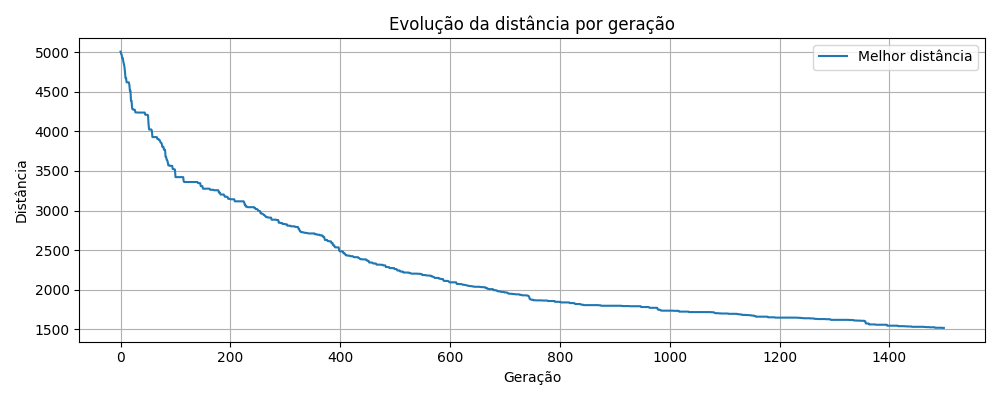 Evolução da distância por geração
Melhor distância
Distância
5000
4500
4000
3500
3000
2500
2000
1500
0 200 400 600 800 1000 1200 1400
Geração